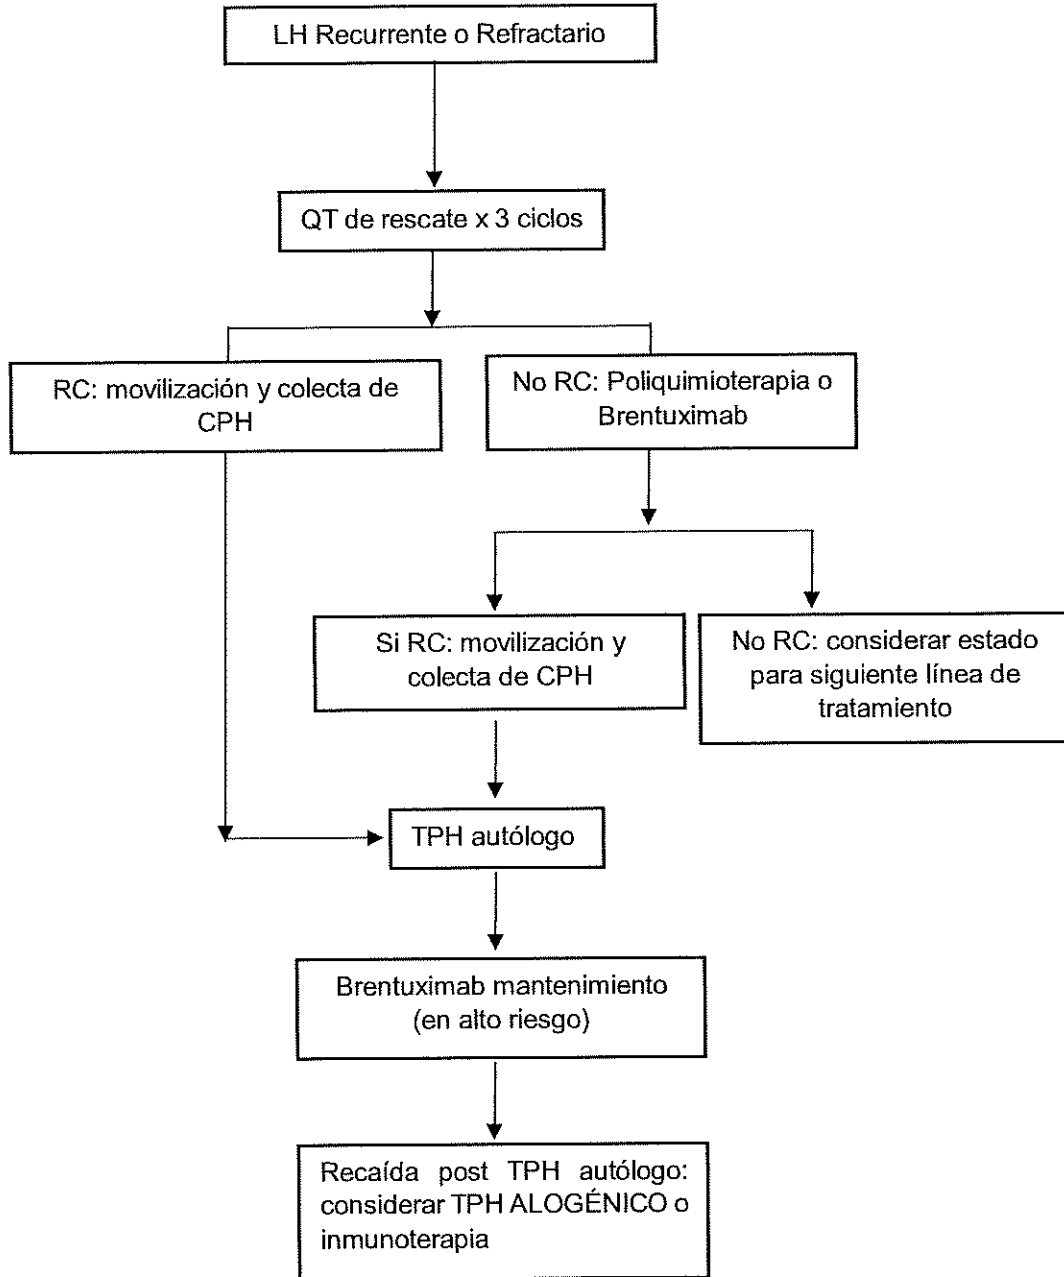 LH Recurrente o Refractario
QT de rescate x 3 ciclos
RC: movilización y colecta de
CPH
No RC: Poliquimioterapia o
Brentuximab
Si RC: movilización y
colecta de CPH
No RC: considerar estado
para siguiente línea de
tratamiento
TPH autólogo
Brentuximab mantenimiento
(en alto riesgo)
Recaída post TPH autólogo:
considerar TPH ALOGÉNICO o
inmunoterapia